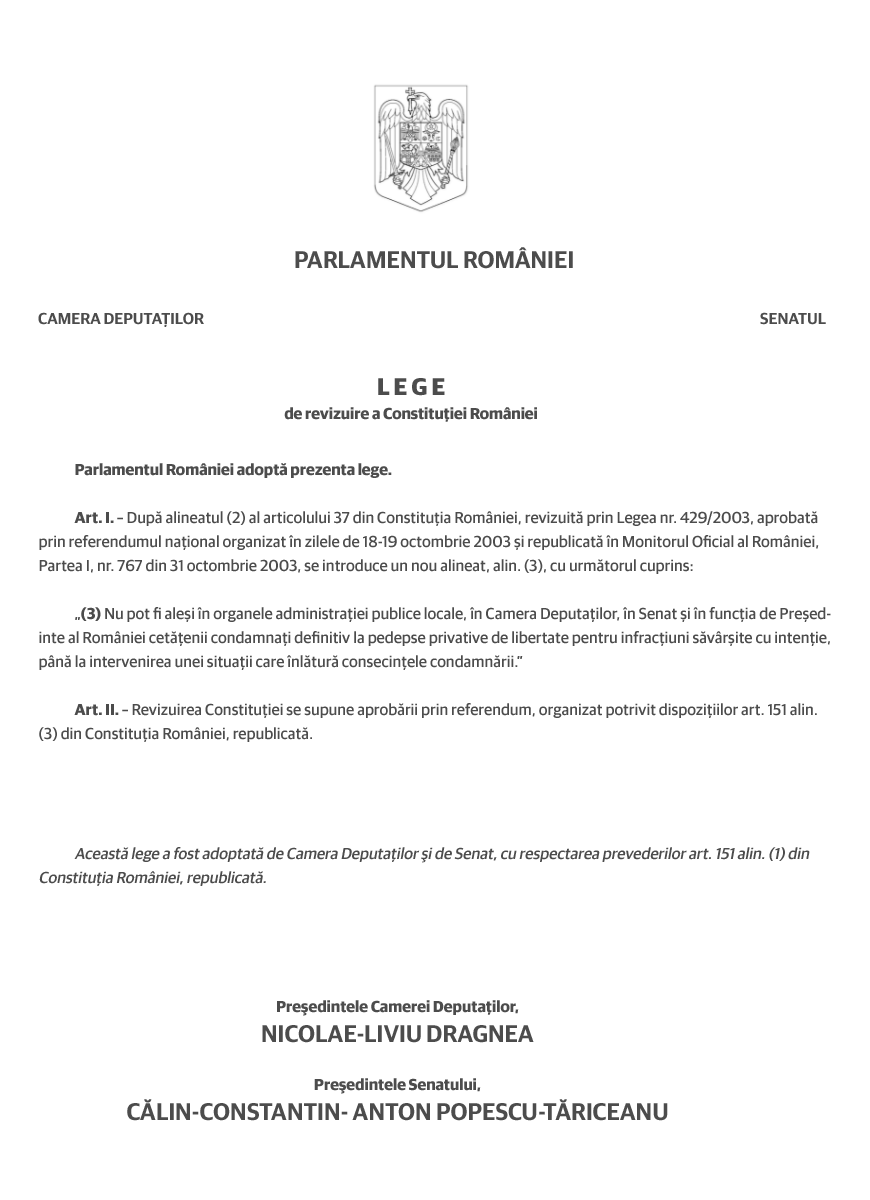 PARLAMENTUL ROMÂNIEI
CAMERA DEPUTAȚILOR
SENATUL
LEGE
de revizuire a Constituției României
Parlamentul României adoptă prezenta lege.
Art. I. – După alineatul (2) al articolului 37 din Constituția României, revizuită prin Legea nr. 429/2003, aprobată
prin referendumul național organizat în zilele de 18-19 octombrie 2003 și republicată în Monitorul Oficial al României,
Partea I, nr. 767 din 31 octombrie 2003, se introduce un nou alineat, alin. (3), cu următorul cuprins:
„(3) Nu pot fi aleși în organele administrației publice locale, în Camera Deputaților, în Senat și în funcția de Președ-
inte al României cetățenii condamnați definitiv la pedepse privative de libertate pentru infracțiuni săvârșite cu intenție,
până la intervenirea unei situații care înlătură consecințele condamnării.“
Art. II. – Revizuirea Constituției se supune aprobării prin referendum, organizat potrivit dispozițiilor art. 151 alin.
(3) din Constituția României, republicată.
Această lege a fost adoptată de Camera Deputaților şi de Senat, cu respectarea prevederilor art. 151 alin. (1) din
Constituția României, republicată.
Preşedintele Camerei Deputaților,
NICOLAE-LIVIU DRAGNEA
Preşedintele Senatului,
CĂLIN-CONSTANTIN- ANTON POPESCU-TĂRICEANU